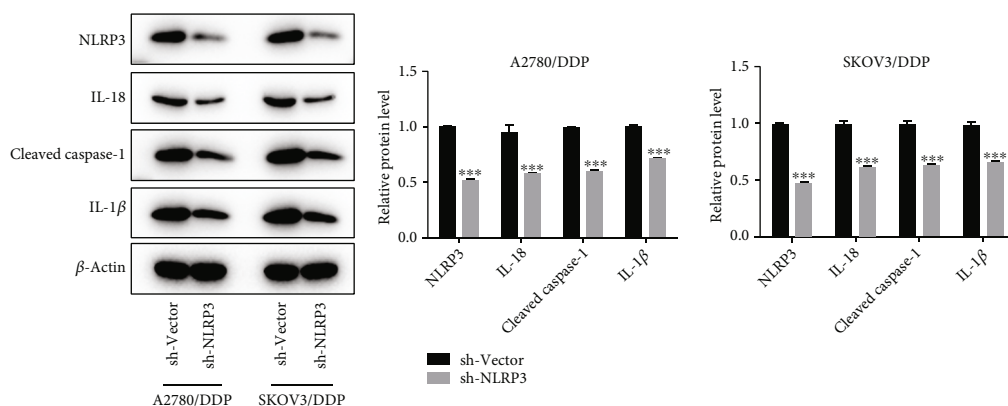 NLRP3
IL-18
Cleaved caspase-1
IL-1β
β-Actin
sh-Vector
sh-NLRP3
sh-Vector
sh-NLRP3
A2780/DDP
SKOV3/DDP
A2780/DDP
Relative protein level
1.5
1.0
0.5
0.0
***
***
***
***
NLRP3
IL-18
Cleaved caspase-1
IL-1β
SKOV3/DDP
Relative protein level
1.5
1.0
0.5
0.0
***
***
***
***
NLRP3
IL-18
Cleaved caspase-1
IL-1β
sh-Vector
sh-NLRP3